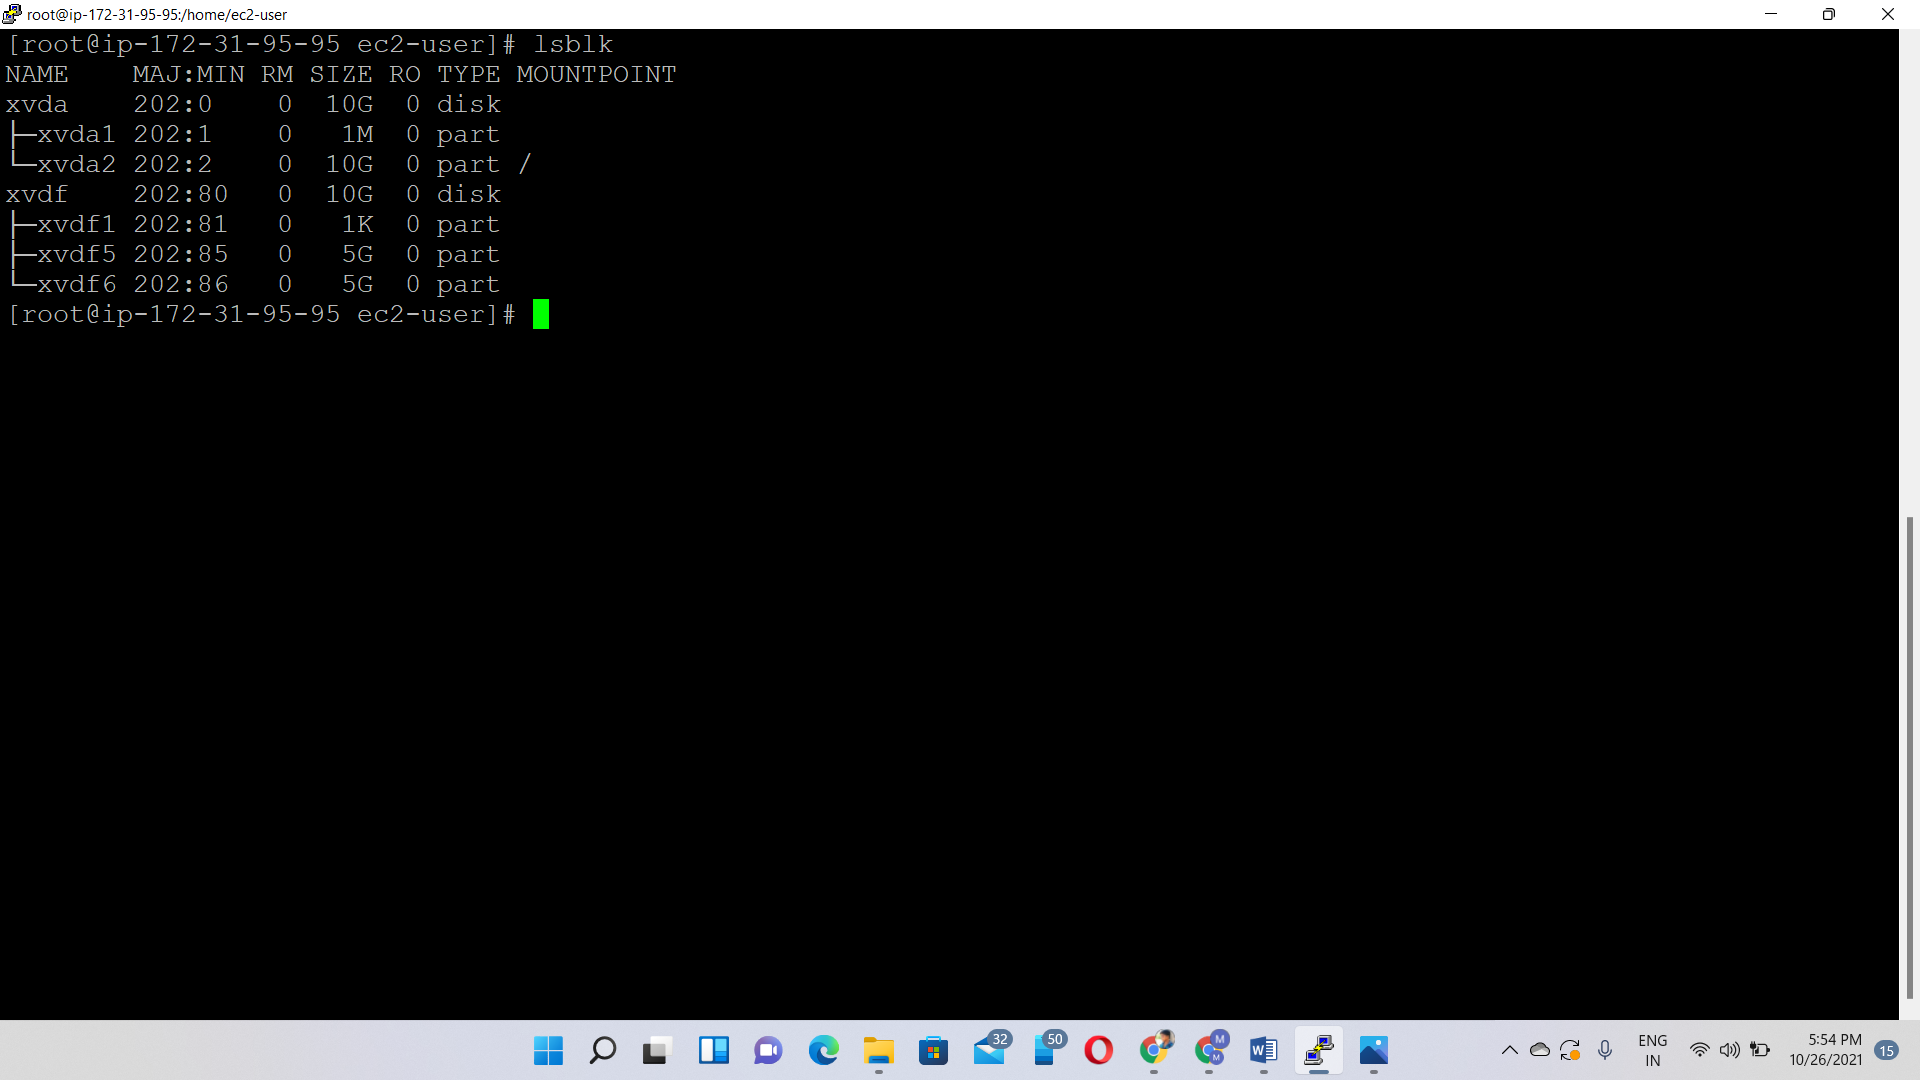 root@ip-172-31-95-95:/home/ec2-user
[root@ip-172-31-95-95 ec2-user]# lsblk
NAME    MAJ:MIN RM SIZE RO TYPE MOUNTPOINT
xvda    202:0    0  10G  0 disk
├─xvda1 202:1    0   1M  0 part
└─xvda2 202:2    0  10G  0 part /
xvdf    202:80   0  10G  0 disk
├─xvdf1 202:81   0   1K  0 part
├─xvdf5 202:85   0   5G  0 part
└─xvdf6 202:86   0   5G  0 part
[root@ip-172-31-95-95 ec2-user]#
32
50
M
M
W
ENG
IN
5:54 PM
10/26/2021
15